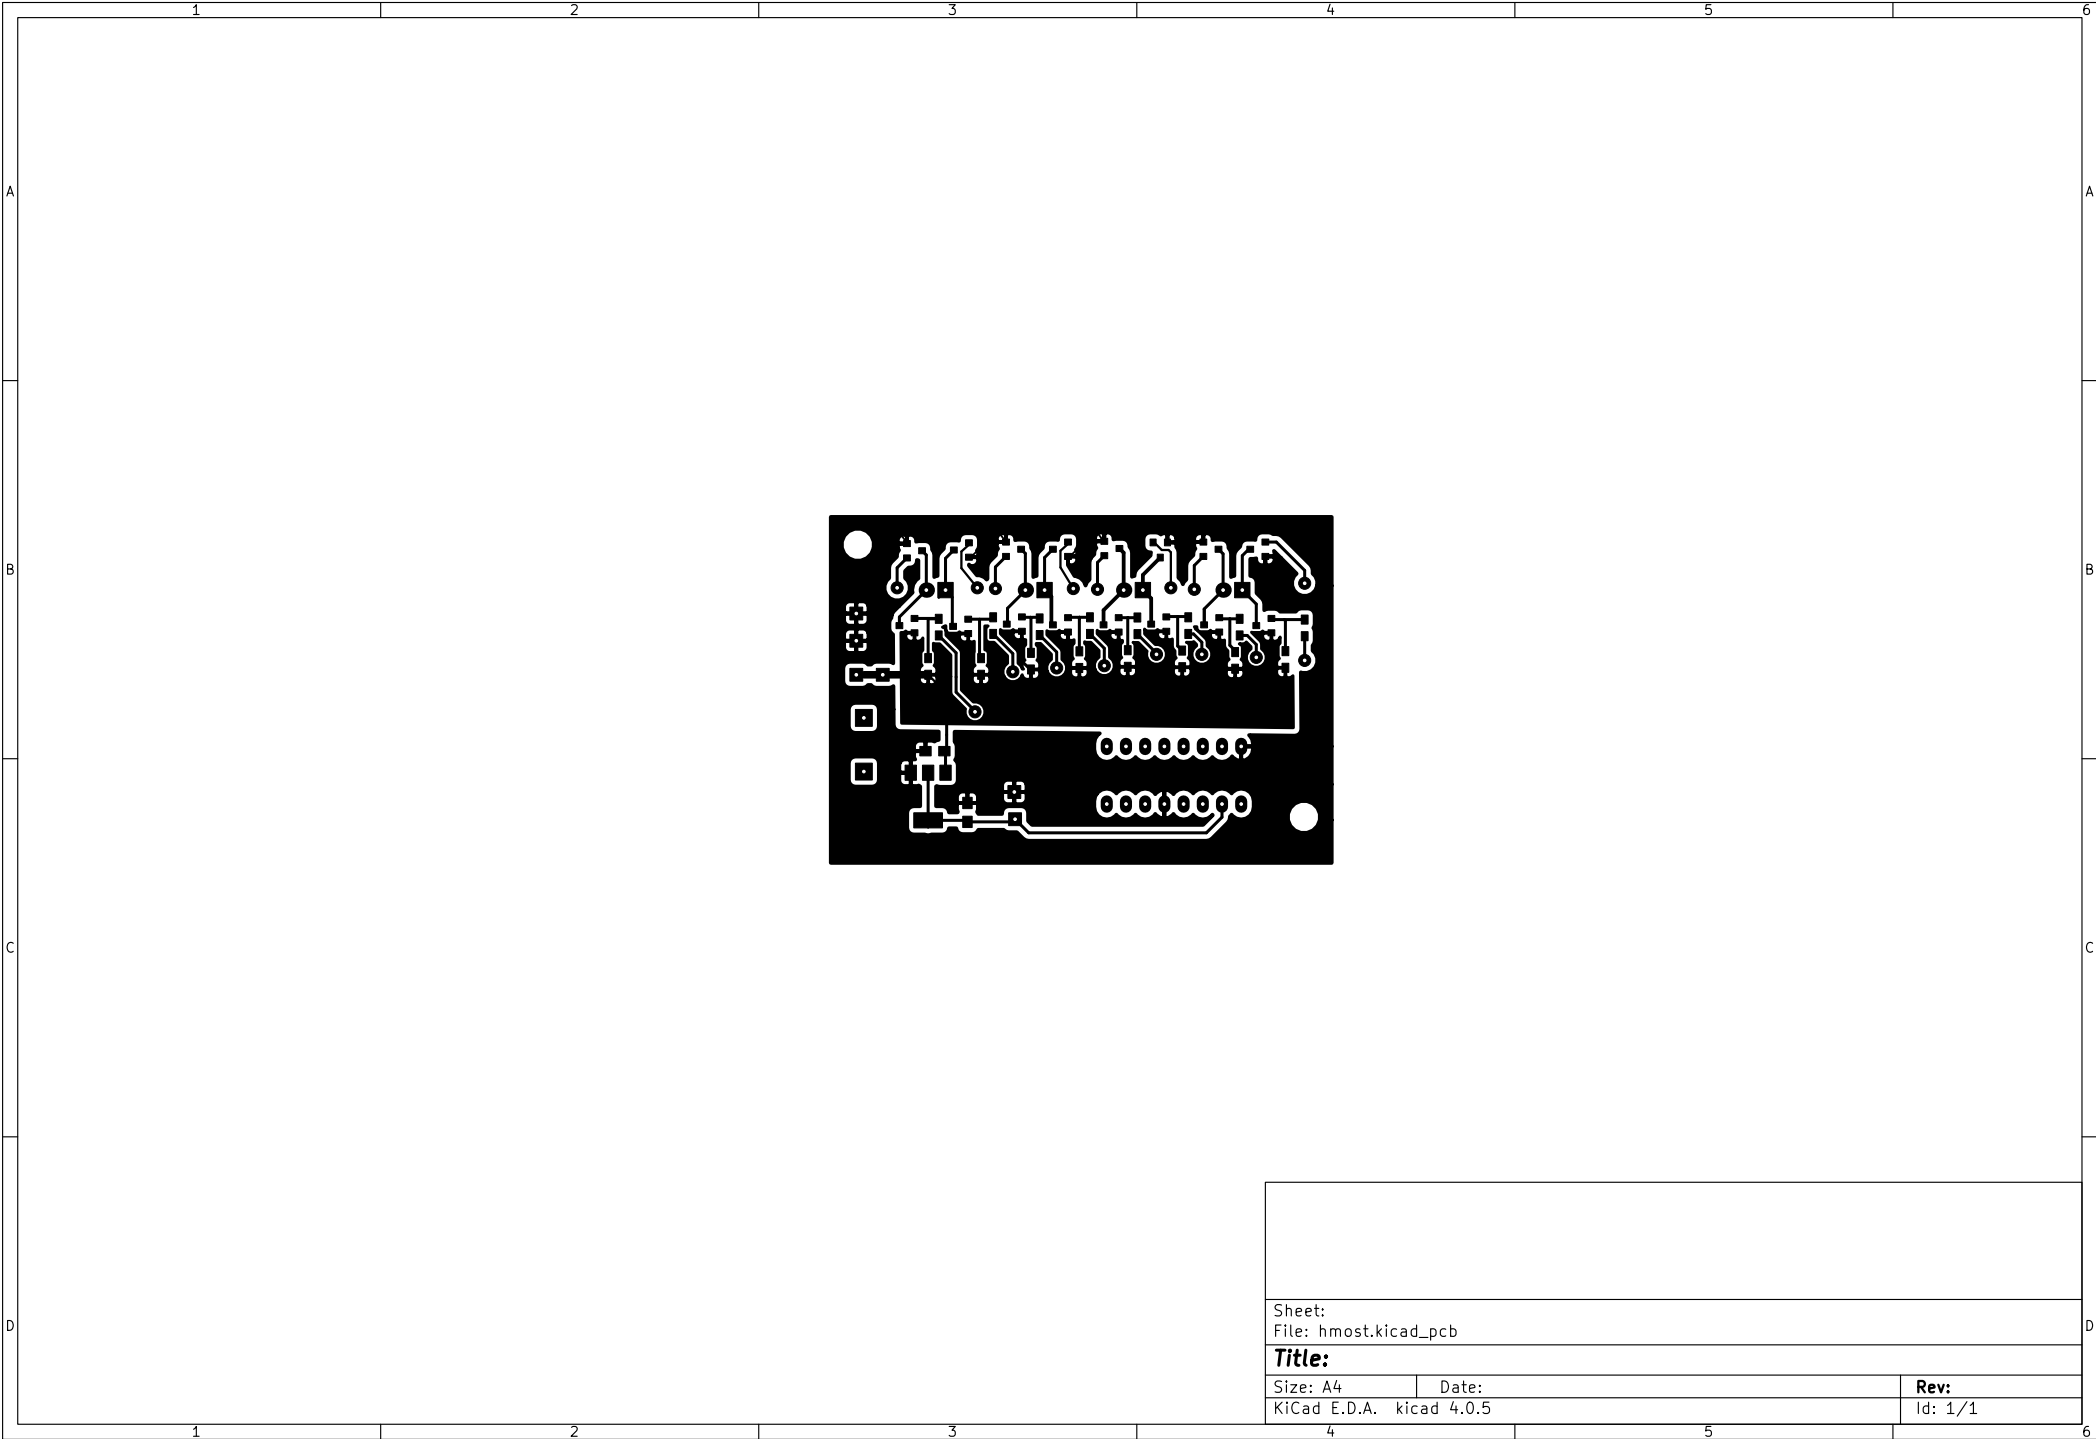 1 2 3 4 5 6
A A
B B
C C
D D
Sheet:
File: hmost.kicad_pcb
Title:
Size: A4 Date: Rev:
KiCad E.D.A. kicad 4.0.5 Id: 1/1
1 2 3 4 5 6